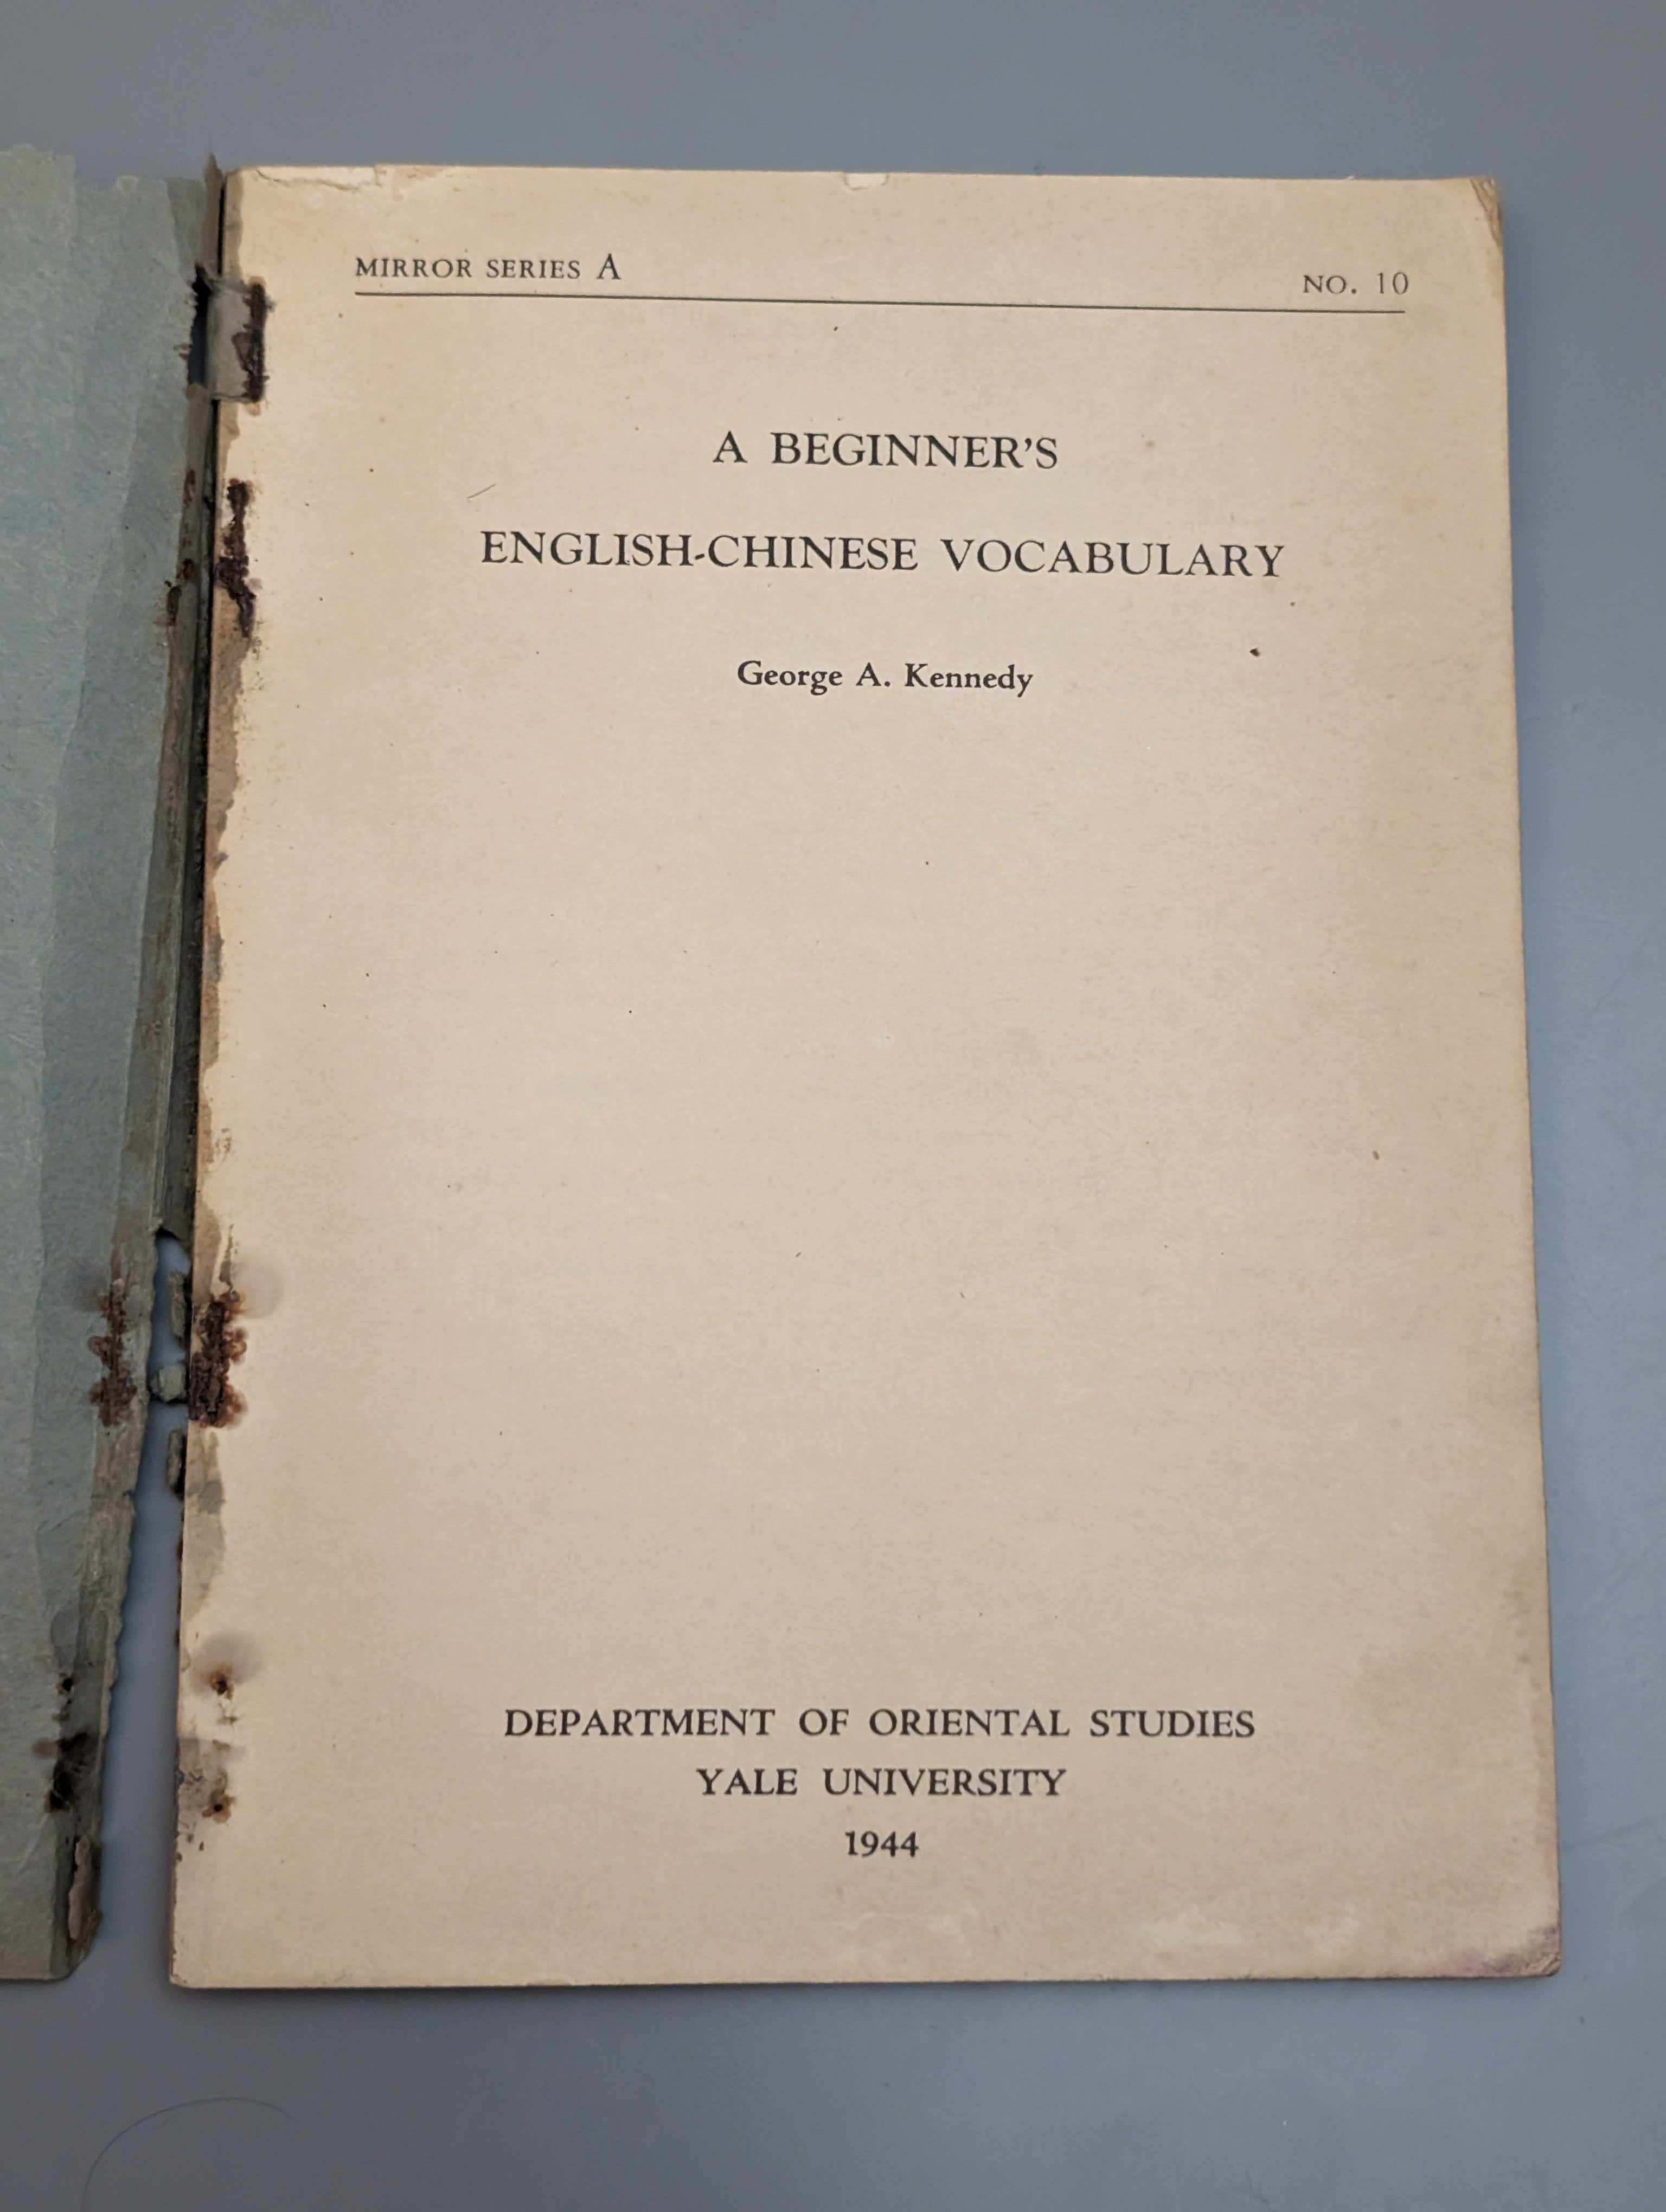 MIRROR SERIES A NO. 10
A BEGINNER'S
ENGLISH-CHINESE VOCABULARY
George A. Kennedy
DEPARTMENT OF ORIENTAL STUDIES
YALE UNIVERSITY
1944